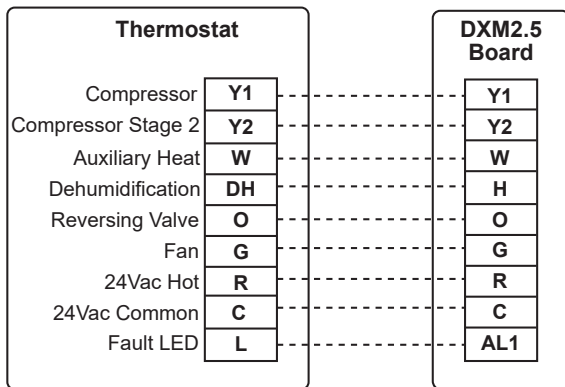 Thermostat
DXM2.5
Board
Compressor Y1 Y1
Compressor Stage 2 Y2 Y2
Auxiliary Heat W W
Dehumidification DH H
Reversing Valve O O
Fan G G
24Vac Hot R R
24Vac Common C C
Fault LED L AL1